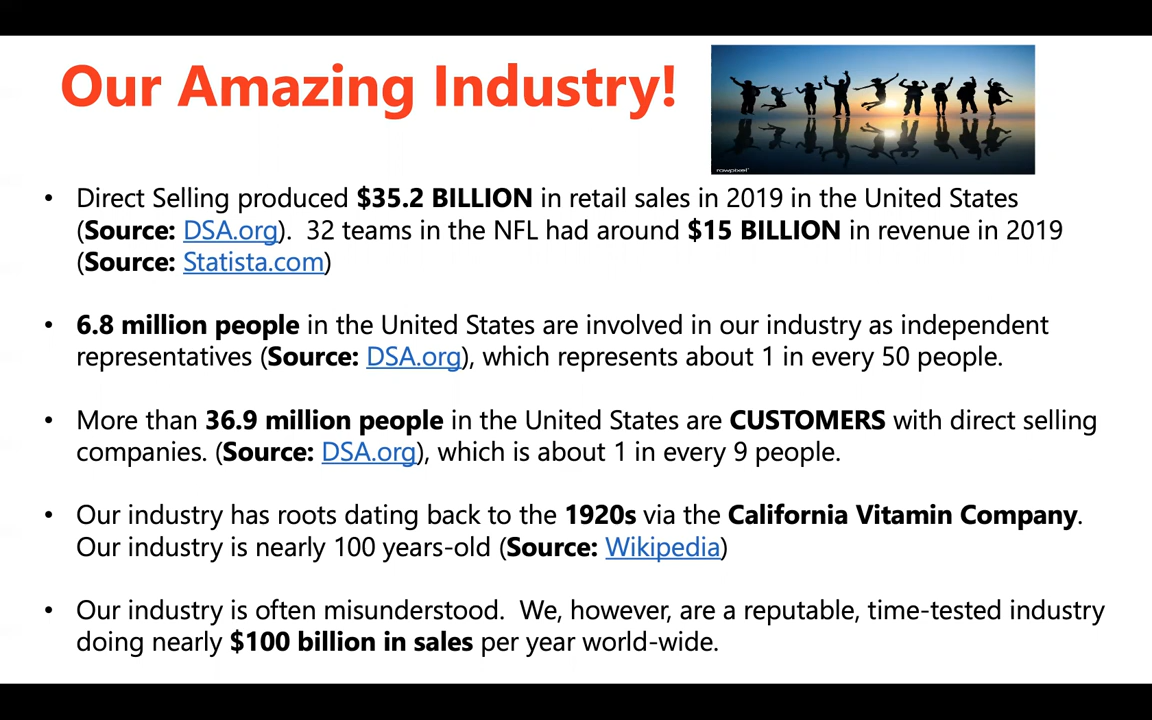 Our Amazing Industry!
rawpixel
• Direct Selling produced $35.2 BILLION in retail sales in 2019 in the United States
(Source: DSA.org).  32 teams in the NFL had around $15 BILLION in revenue in 2019
(Source: Statista.com)
• 6.8 million people in the United States are involved in our industry as independent
representatives (Source: DSA.org), which represents about 1 in every 50 people.
• More than 36.9 million people in the United States are CUSTOMERS with direct selling
companies. (Source: DSA.org), which is about 1 in every 9 people.
• Our industry has roots dating back to the 1920s via the California Vitamin Company.
Our industry is nearly 100 years-old (Source: Wikipedia)
• Our industry is often misunderstood.  We, however, are a reputable, time-tested industry
doing nearly $100 billion in sales per year world-wide.